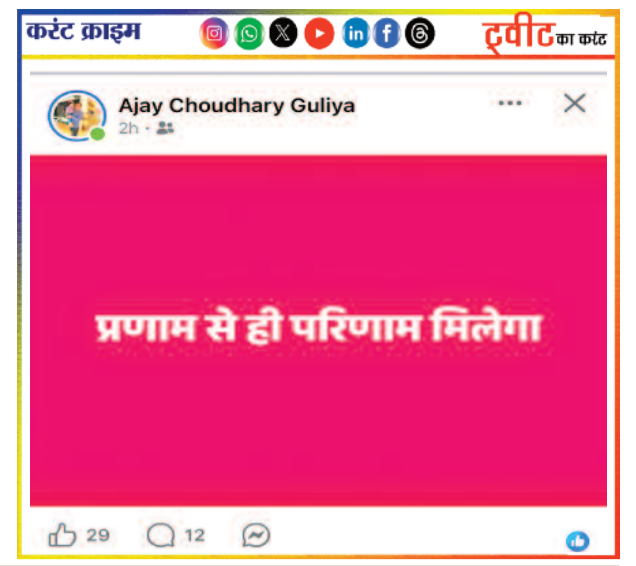 करंट क्राइम ट्वीट का करंट
Ajay Choudhary Guliya
2h
प्रणाम से ही परिणाम मिलेगा
29 12